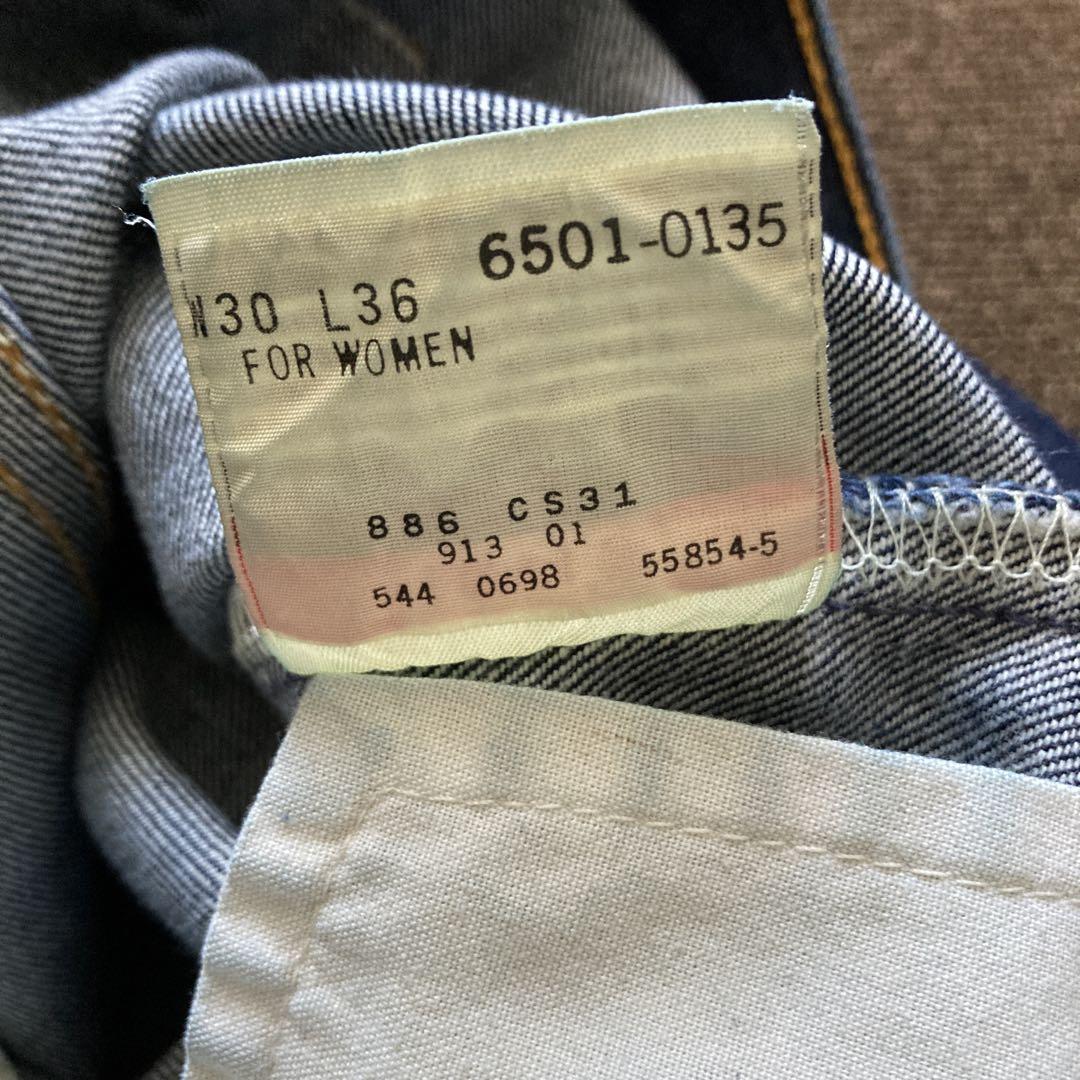 6501-0135
W30 L36
FOR WOMEN
886 CS31
913 01
544 0698 55854-5